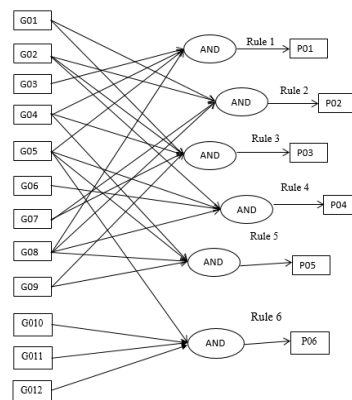 G01
AND
Rule 1
P01
G02
G03
AND
Rule 2
P02
G04
AND
Rule 3
P03
G05
G06
AND
Rule 4
P04
G07
G08
AND
Rule 5
P05
G09
G010
G011
AND
Rule 6
P06
G012